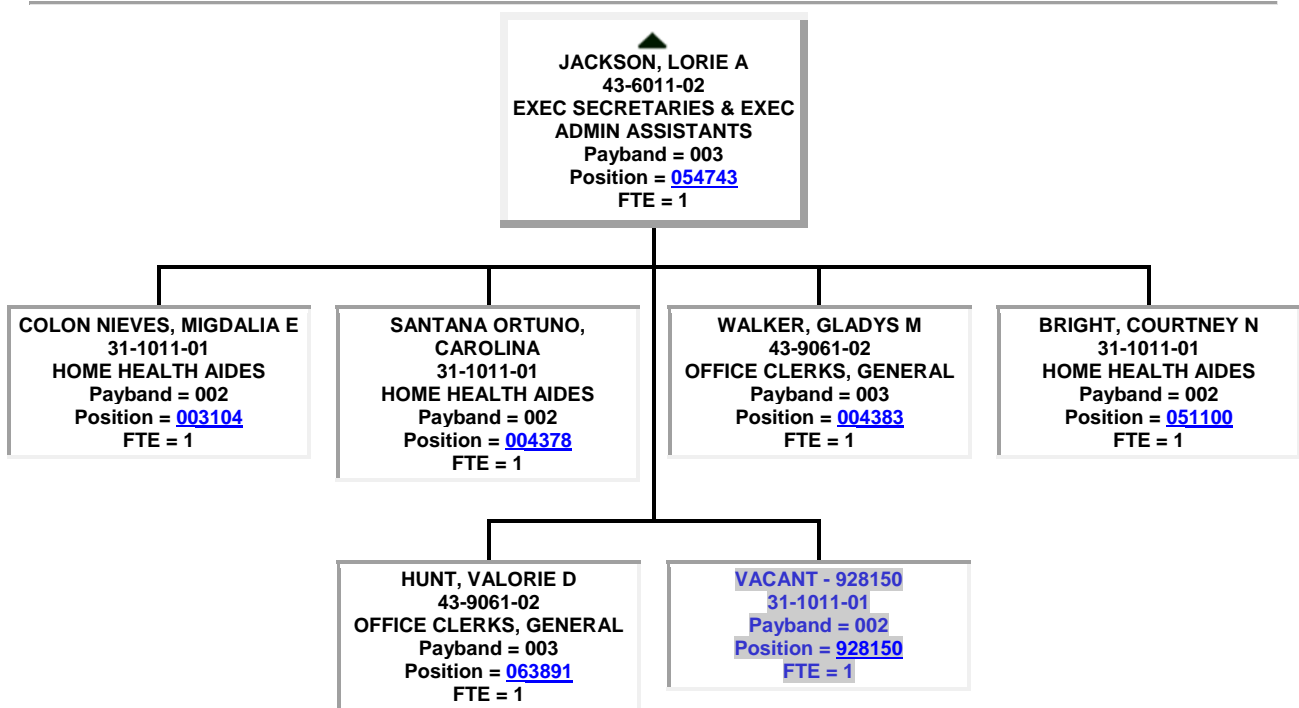 JACKSON, LORIE A
43-6011-02
EXEC SECRETARIES & EXEC
ADMIN ASSISTANTS
Payband = 003
Position = 054743
FTE = 1
COLON NIEVES, MIGDALIA E
31-1011-01
HOME HEALTH AIDES
Payband = 002
Position = 003104
FTE = 1
SANTANA ORTUNO,
CAROLINA
31-1011-01
HOME HEALTH AIDES
Payband = 002
Position = 004378
FTE = 1
WALKER, GLADYS M
43-9061-02
OFFICE CLERKS, GENERAL
Payband = 003
Position = 004383
FTE = 1
BRIGHT, COURTNEY N
31-1011-01
HOME HEALTH AIDES
Payband = 002
Position = 051100
FTE = 1
HUNT, VALORIE D
43-9061-02
OFFICE CLERKS, GENERAL
Payband = 003
Position = 063891
FTE = 1
VACANT - 928150
31-1011-01
Payband = 002
Position = 928150
FTE = 1